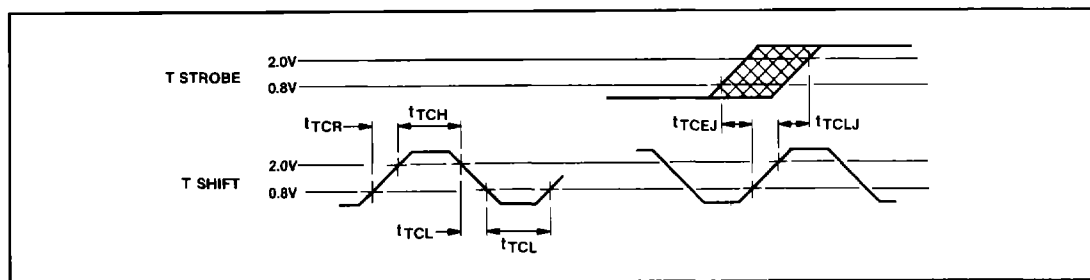 T STROBE
2.0V
0.8V
tTCR
tTCH
tTCEJ
tTCLJ
T SHIFT
2.0V
0.8V
tTCL
tTCL